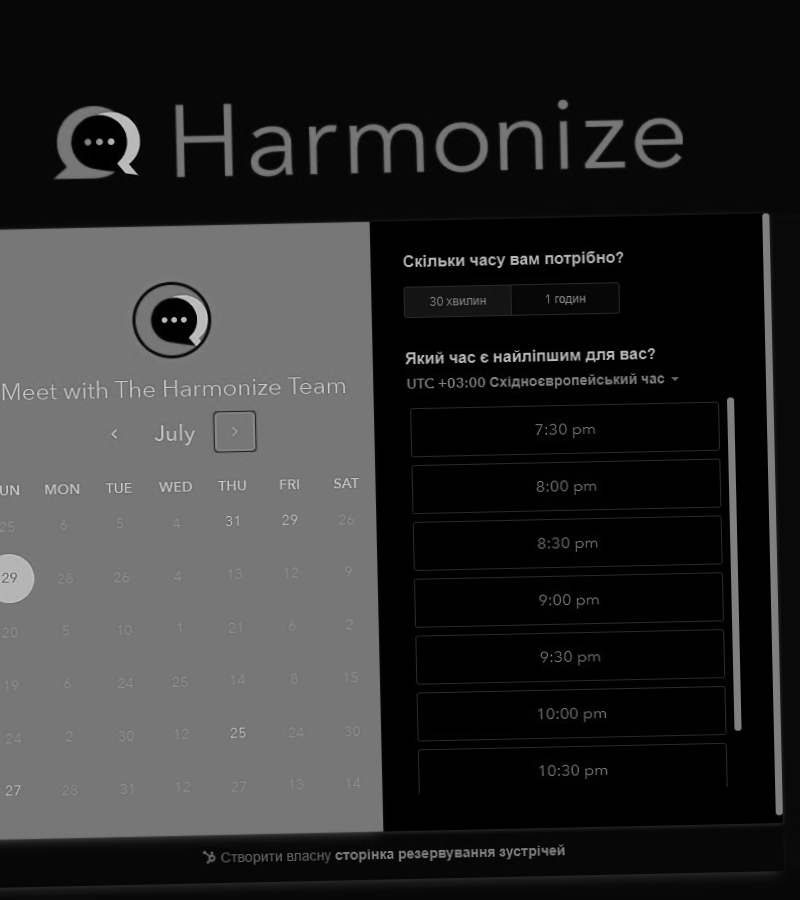 Harmonize
Meet with The Harmonize Team
July
UN MON TUE WED THU FRI SAT
25 6 5 4 31 29 26
29 28 26 4 13 12 9
20 5 10 1 21 6 2
19 6 24 25 14 8 15
24 2 30 12 25 24 30
27 28 31 12 27 13 14
Скільки часу вам потрібно?
30 хвилин 1 годин
Який час є найліпшим для вас?
UTC +03:00 Східноєвропейський час
7:30 pm
8:00 pm
8:30 pm
9:00 pm
9:30 pm
10:00 pm
10:30 pm
Створити власну сторінка резервування зустрічей